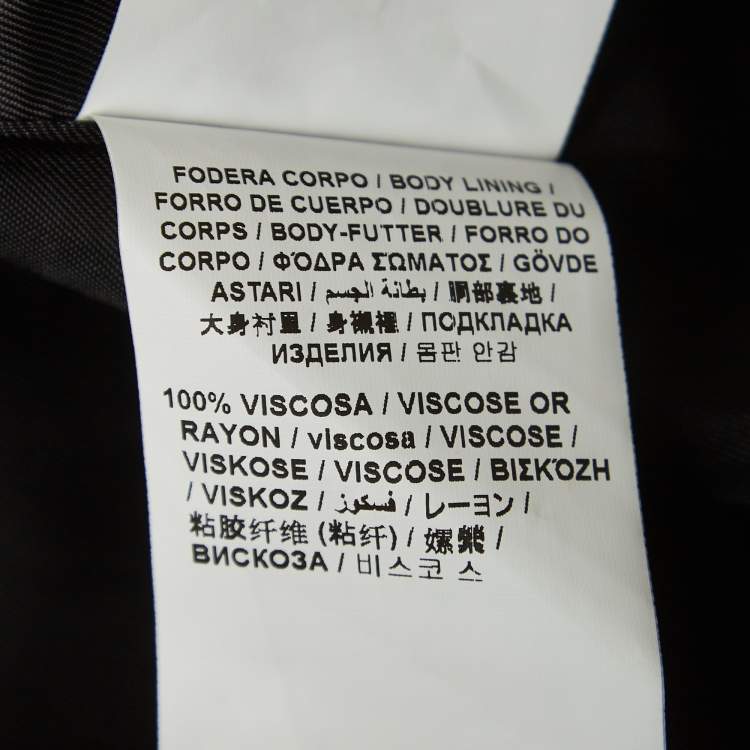 FODERA CORPO / BODY LINING /
FORRO DE CUERPO / DOUBLURE DU
CORPS / BODY-FUTTER / FORRO DO
CORPO / ΦΌΔΡΑ ΣΏΜΑΤΟΣ / GÖVDE
ASTARI / بطانة الجسم / 胴部裏地 /
大身衬里 / 身襯裡 / ПОДКЛАДКА
ИЗДЕЛИЯ / 몸판 안감
100% VISCOSA / VISCOSE OR
RAYON / viscosa / VISCOSE /
VISKOSE / VISCOSE / ΒΙΣΚΌΖΗ
/ VISKOZ / فسكوز / レーヨン /
粘胶纤维 (粘纤) / 嫘縈 /
ВИСКОЗА / 비스코 스